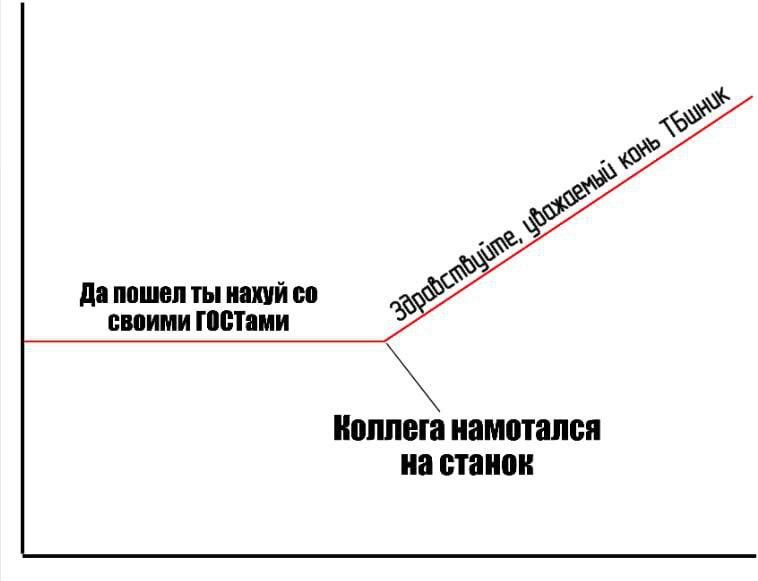 Здравствуйте, уважаемый конь ТБшник
Да пошел ты нахуй со
своими ГОСТами
Коллега намотался
на станок